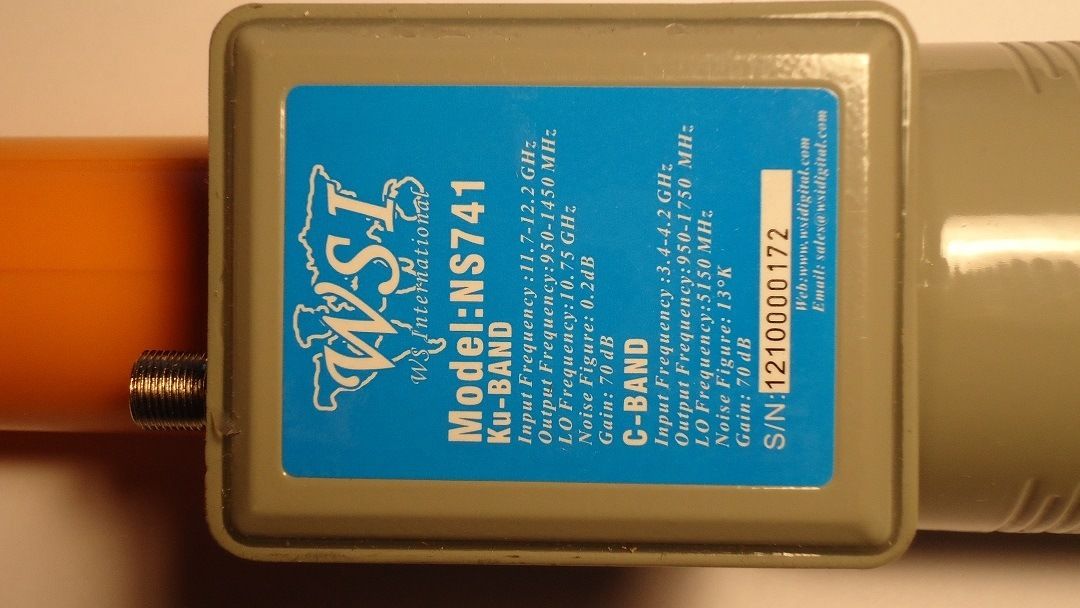 WSI
WS International
Model:NS741
Ku-BAND
Input Frequency:11.7-12.2 GHz
Output Frequency:950-1450 MHz
LO Frequency:10.75 GHz
Noise Figure: 0.2dB
Gain: 70 dB
C-BAND
Input Frequency:3.4-4.2 GHz
Output Frequency:950-1750 MHz
LO Frequency:5150 MHz
Noise Figure: 13°K
Gain: 70 dB
S/N:1210000172
Web:www.wsidigital.com
Email: sales@wsidigital.com